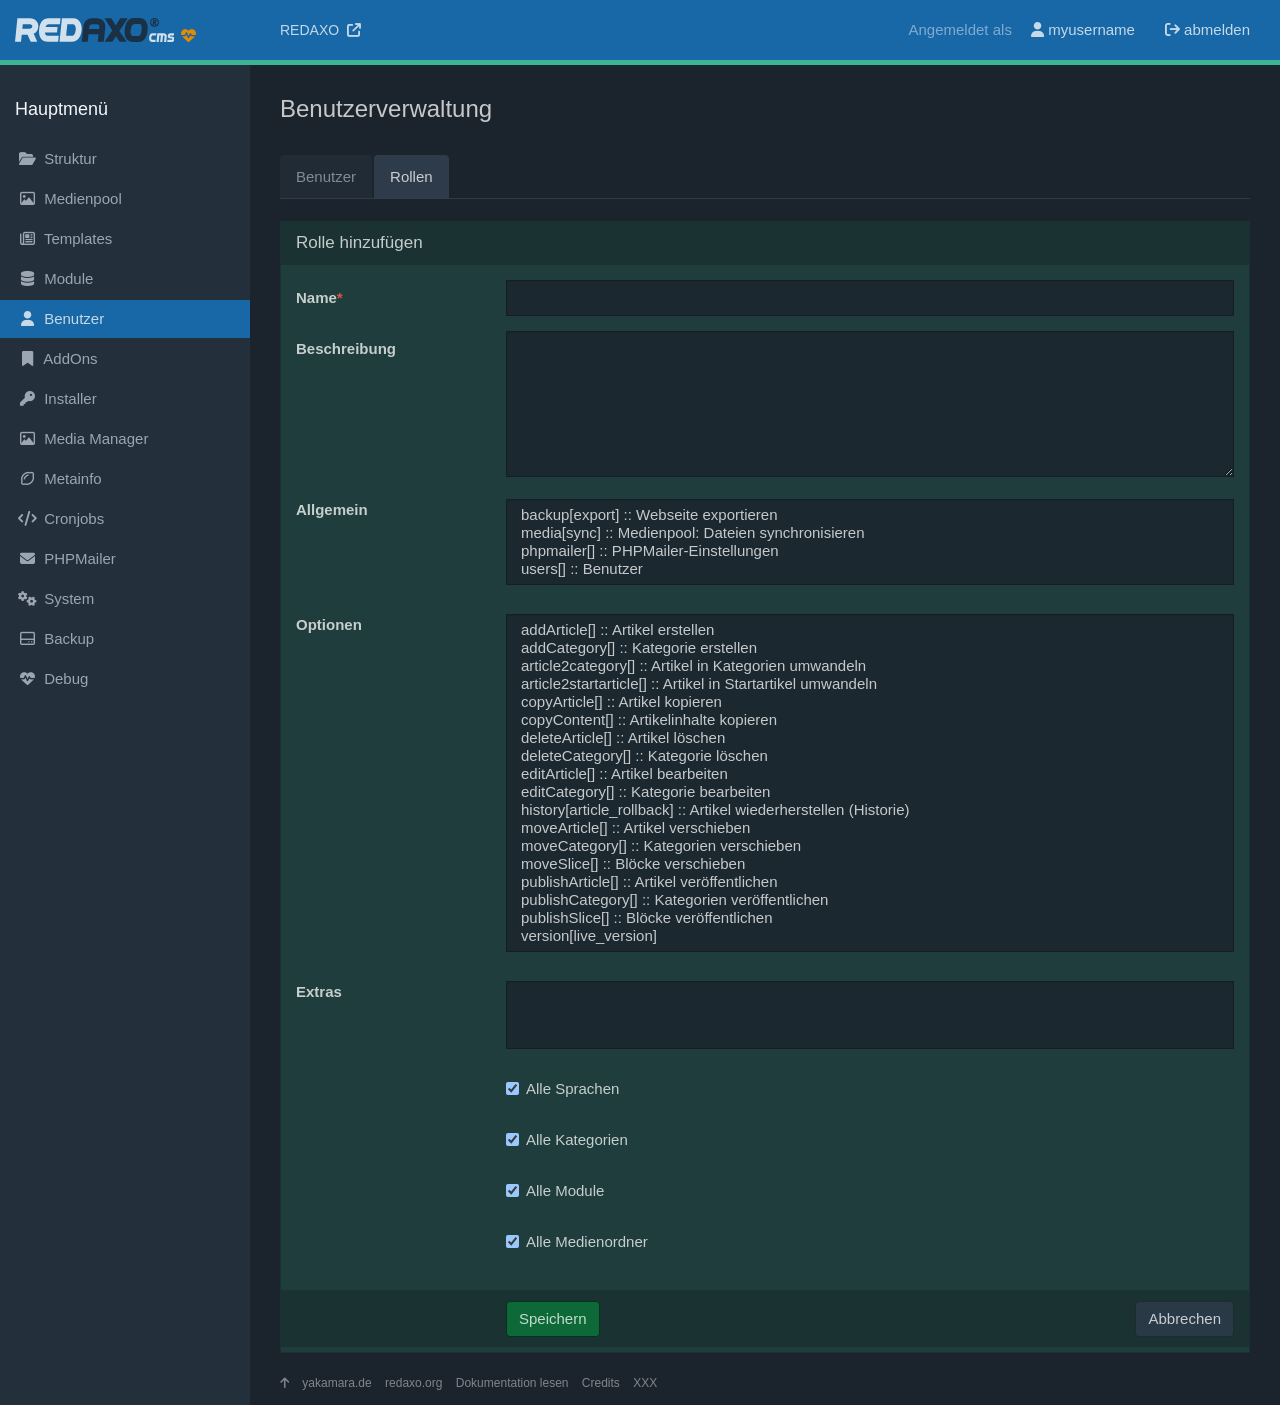 REDAXO® cms
REDAXO
Angemeldet als myusername abmelden
Hauptmenü
Struktur
Medienpool
Templates
Module
Benutzer
AddOns
Installer
Media Manager
Metainfo
Cronjobs
PHPMailer
System
Backup
Debug
Benutzerverwaltung
Benutzer Rollen
Rolle hinzufügen
Name*
Beschreibung
Allgemein
backup[export] :: Webseite exportieren
media[sync] :: Medienpool: Dateien synchronisieren
phpmailer[] :: PHPMailer-Einstellungen
users[] :: Benutzer
Optionen
addArticle[] :: Artikel erstellen
addCategory[] :: Kategorie erstellen
article2category[] :: Artikel in Kategorien umwandeln
article2startarticle[] :: Artikel in Startartikel umwandeln
copyArticle[] :: Artikel kopieren
copyContent[] :: Artikelinhalte kopieren
deleteArticle[] :: Artikel löschen
deleteCategory[] :: Kategorie löschen
editArticle[] :: Artikel bearbeiten
editCategory[] :: Kategorie bearbeiten
history[article_rollback] :: Artikel wiederherstellen (Historie)
moveArticle[] :: Artikel verschieben
moveCategory[] :: Kategorien verschieben
moveSlice[] :: Blöcke verschieben
publishArticle[] :: Artikel veröffentlichen
publishCategory[] :: Kategorien veröffentlichen
publishSlice[] :: Blöcke veröffentlichen
version[live_version]
Extras
Alle Sprachen
Alle Kategorien
Alle Module
Alle Medienordner
Speichern Abbrechen
yakamara.de redaxo.org Dokumentation lesen Credits XXX